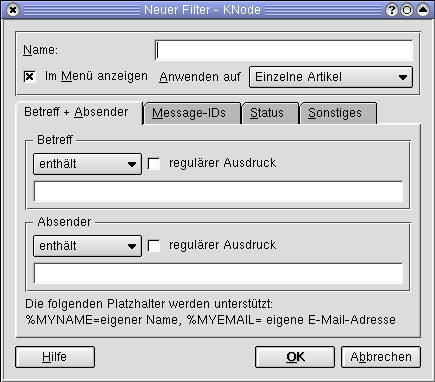 Neuer Filter - KNode
Name:
Im Menü anzeigen Anwenden auf Einzelne Artikel
Betreff + Absender Message-IDs Status Sonstiges
Betreff
enthält regulärer Ausdruck
Absender
enthält regulärer Ausdruck
Die folgenden Platzhalter werden unterstützt:
%MYNAME=eigener Name, %MYEMAIL= eigene E-Mail-Adresse
Hilfe OK Abbrechen